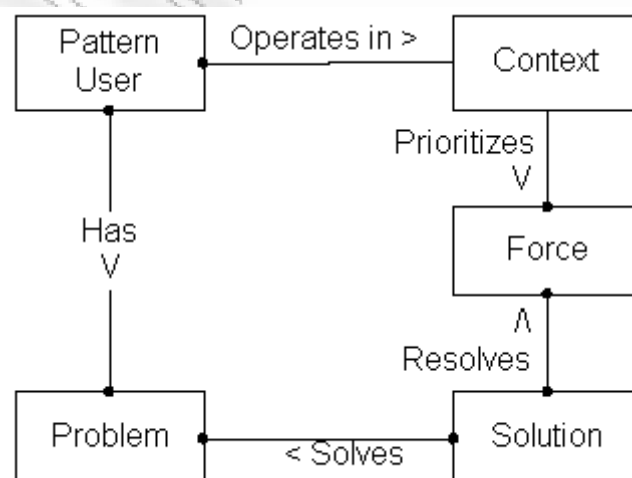 Pattern
User
Operates in >
Context
Prioritizes
V
Has
V
Force
Λ
Resolves
Problem
< Solves
Solution